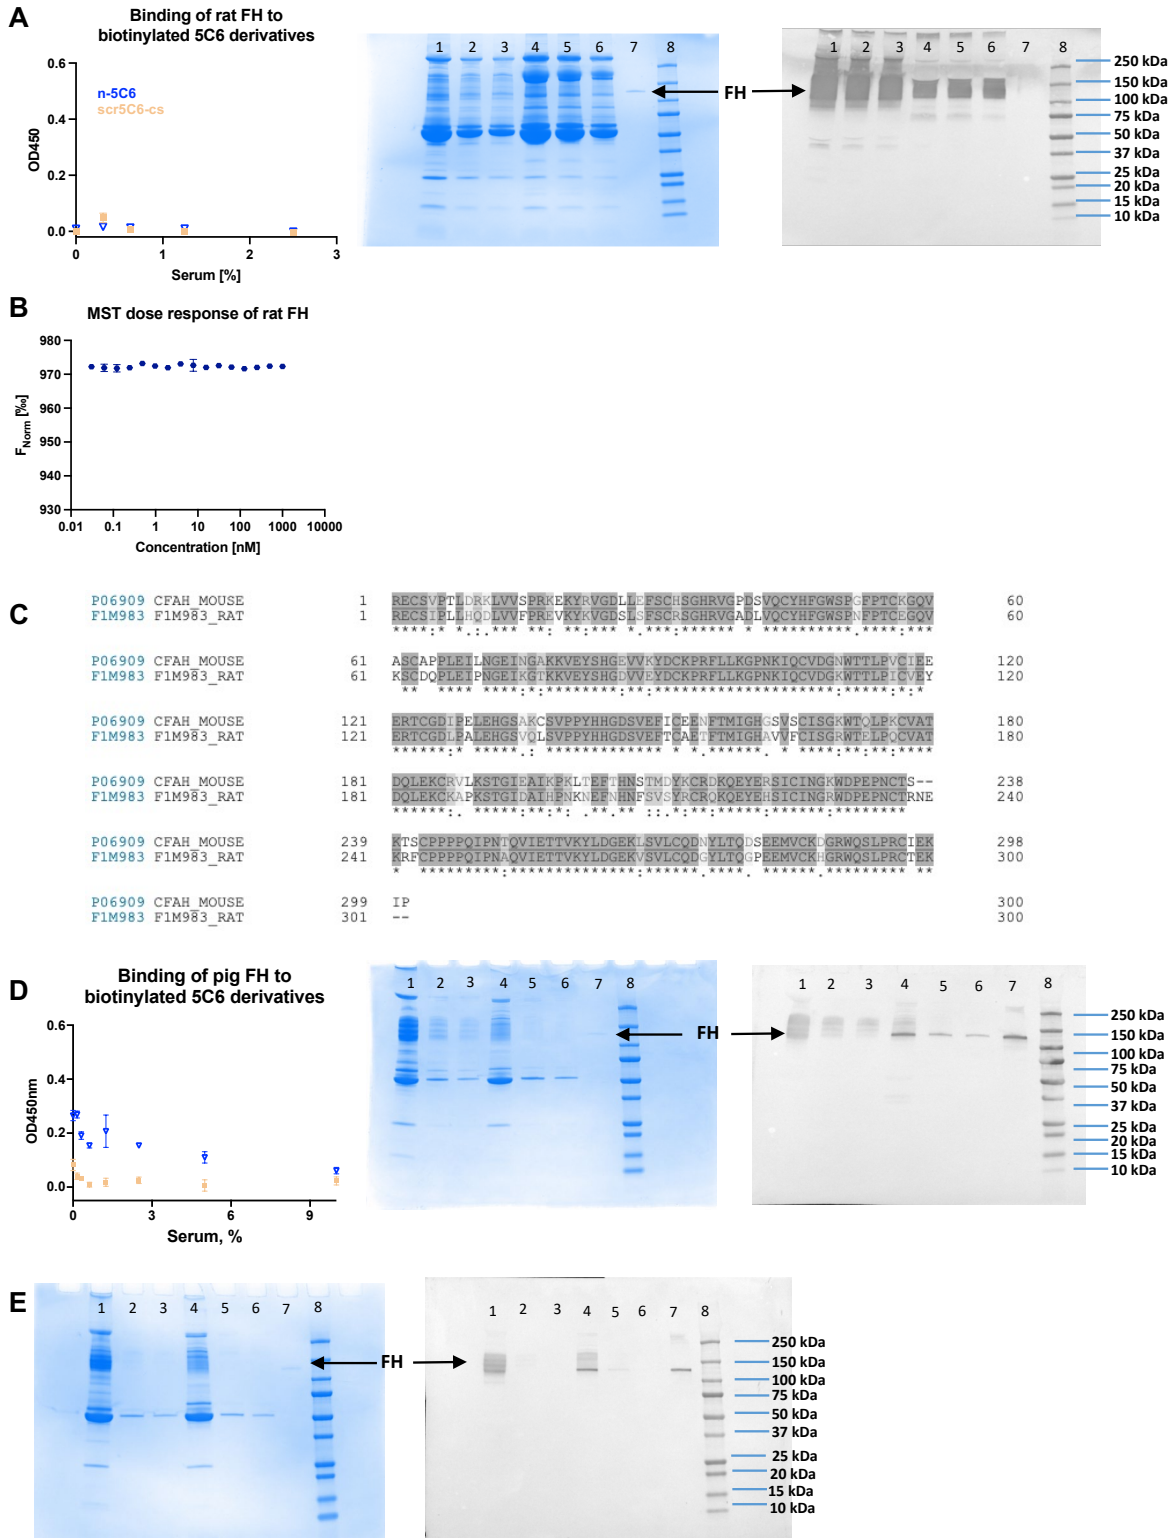 A
Binding of rat FH to
biotinylated 5C6 derivatives
0.6
0.4
0.2
0.0
OD450
n-5C6
scr5C6-cs
0
1
2
3
Serum [%]
1 2 3 4 5 6 7 8
FH
1 2 3 4 5 6 7 8
250 kDa
150 kDa
100 kDa
75 kDa
50 kDa
37 kDa
25 kDa
20 kDa
15 kDa
10 kDa
B
MST dose response of rat FH
980
970
960
950
940
930
FNorm [‰]
0.01 0.1 1 10 100 1000 10000
Concentration [nM]
C
P06909 CFAH_MOUSE 1 RECSVPTLDRKLVVSPRKEKYRVGDLLEFSCHSGHRVGPDSVQCYHFGWSPGFPTCKGQV 60
F1M983 F1M983_RAT 1 RECSIPLLHQDLVVFPREVKYKVGDSLSFSCRSGHRVGADLVQCYHFGWSPNFPTCEGQV 60
P06909 CFAH_MOUSE 61 ASCAPPLEILNGEINGAKKVEYSHGEVVKYDCKPRFLLKGPNKIQCVDGNWTTLPVCIEE 120
F1M983 F1M983_RAT 61 KSCDQPLEIPNGEIKGTKKVEYSHGDVVEYDCKPRFLLKGPNKIQCVDGKWTTLPICVEY 120
P06909 CFAH_MOUSE 121 ERTCGDIPELEHGSAKCSVPPYHHGDSVEFICEENFTMIGHGSVSCISGKWTQLPKCVAT 180
F1M983 F1M983_RAT 121 ERTCGDLPALEHGSVQLSVPPYHHGDSVEFTCAETFTMIGHAVVFCISGRWTELPQCVAT 180
P06909 CFAH_MOUSE 181 DQLEKCRVLKSTGIEAIKPKLTEFTHNSTMDYKCRDKQEYERSICINGKWDPEPNCTS-- 238
F1M983 F1M983_RAT 181 DQLEKCKAPKSTGIDAIHPNKNEFNHNFSVSYRCRQKQEYEHSICINGRWDPEPNCTRNE 240
P06909 CFAH_MOUSE 239 KTSCPPPPQIPNTQVIETTVKYLDGEKLSVLCQDNYLTQDSEEMVCKDGRWQSLPRCIEK 298
F1M983 F1M983_RAT 241 KRFCPPPPQIPNAQVIETTVKYLDGEKVSVLCQDGYLTQGPEEMVCKHGRWQSLPRCTEK 300
P06909 CFAH_MOUSE 299 IP 300
F1M983 F1M983_RAT 301 -- 300
D
Binding of pig FH to
biotinylated 5C6 derivatives
0.6
0.4
0.2
0.0
OD450nm
0 3 6 9
Serum, %
1 2 3 4 5 6 7 8
FH
1 2 3 4 5 6 7 8
250 kDa
150 kDa
100 kDa
75 kDa
50 kDa
37 kDa
25 kDa
20 kDa
15 kDa
10 kDa
E
1 2 3 4 5 6 7 8
FH
1 2 3 4 5 6 7 8
250 kDa
150 kDa
100 kDa
75 kDa
50 kDa
37 kDa
25 kDa
20 kDa
15 kDa
10 kDa